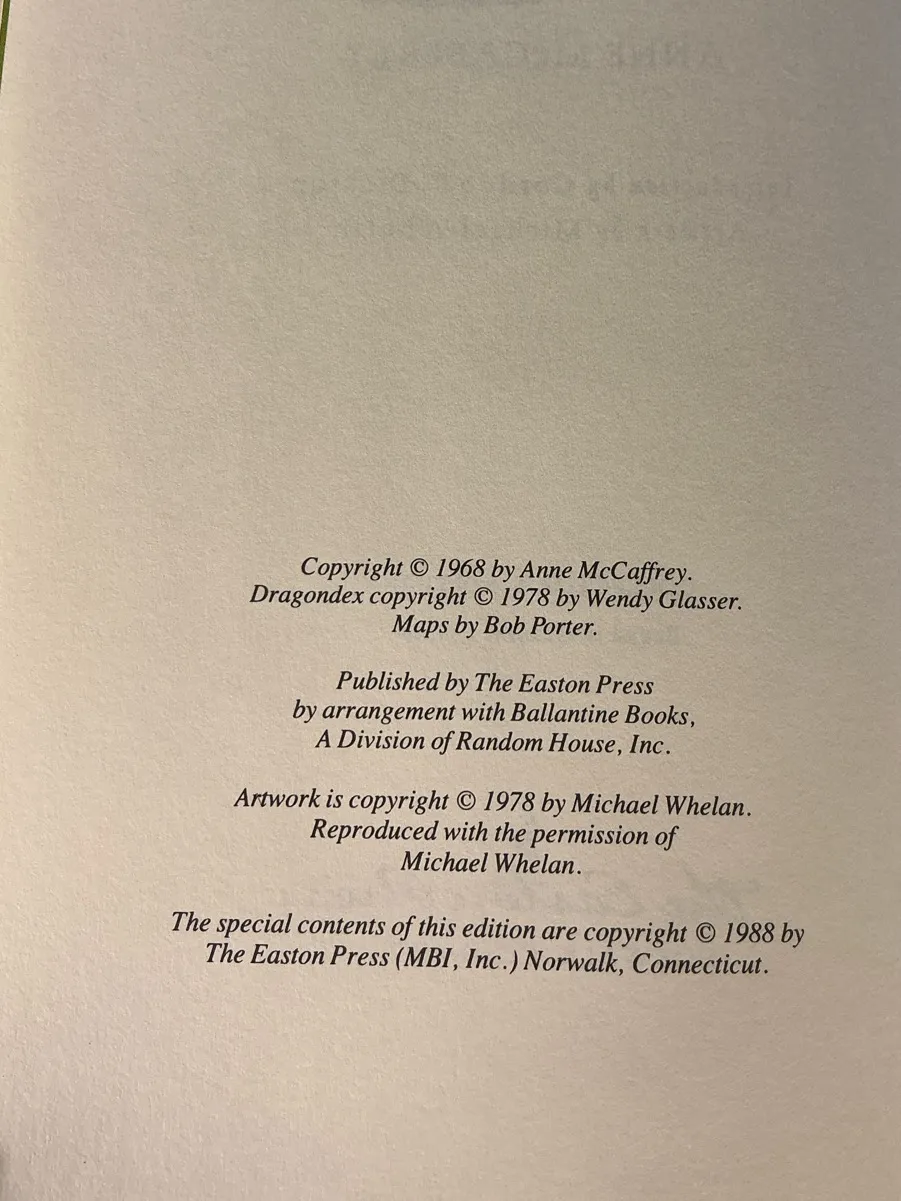 Copyright © 1968 by Anne McCaffrey.
Dragondex copyright © 1978 by Wendy Glasser.
Maps by Bob Porter.
Published by The Easton Press
by arrangement with Ballantine Books,
A Division of Random House, Inc.
Artwork is copyright © 1978 by Michael Whelan.
Reproduced with the permission of
Michael Whelan.
The special contents of this edition are copyright © 1988 by
The Easton Press (MBI, Inc.) Norwalk, Connecticut.